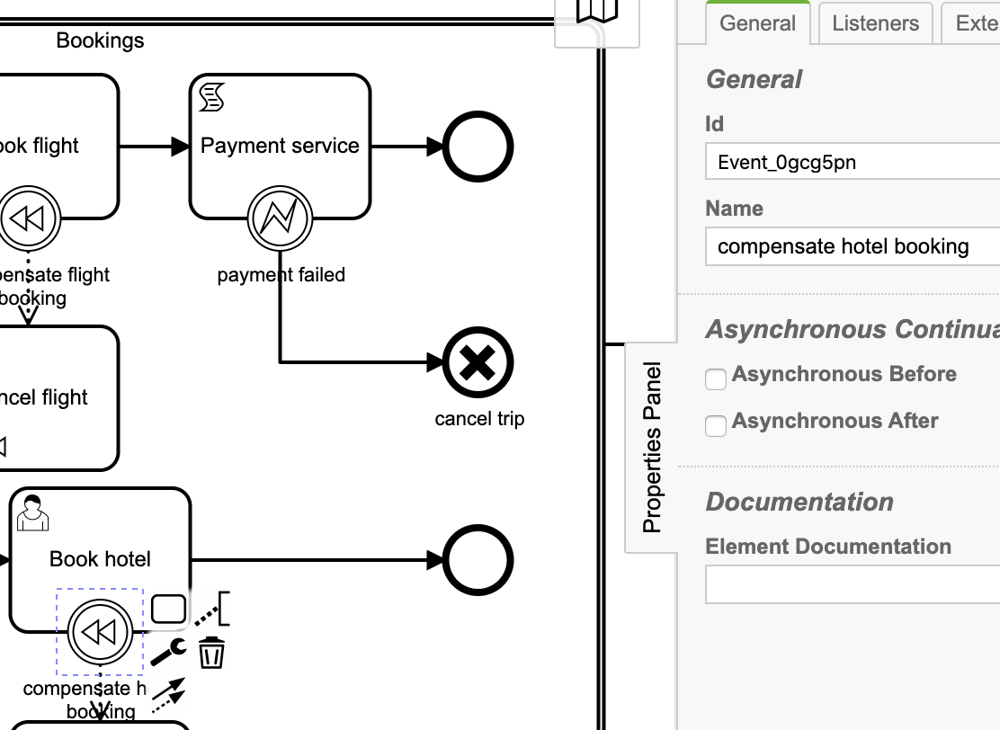 Bookings
ook flight
Payment service
pensate flight
booking
payment failed
ncel flight
cancel trip
Book hotel
compensate h
booking
Properties Panel
General
Listeners
Exte
General
Id
Event_0gcg5pn
Name
compensate hotel booking
Asynchronous Continua
Asynchronous Before
Asynchronous After
Documentation
Element Documentation